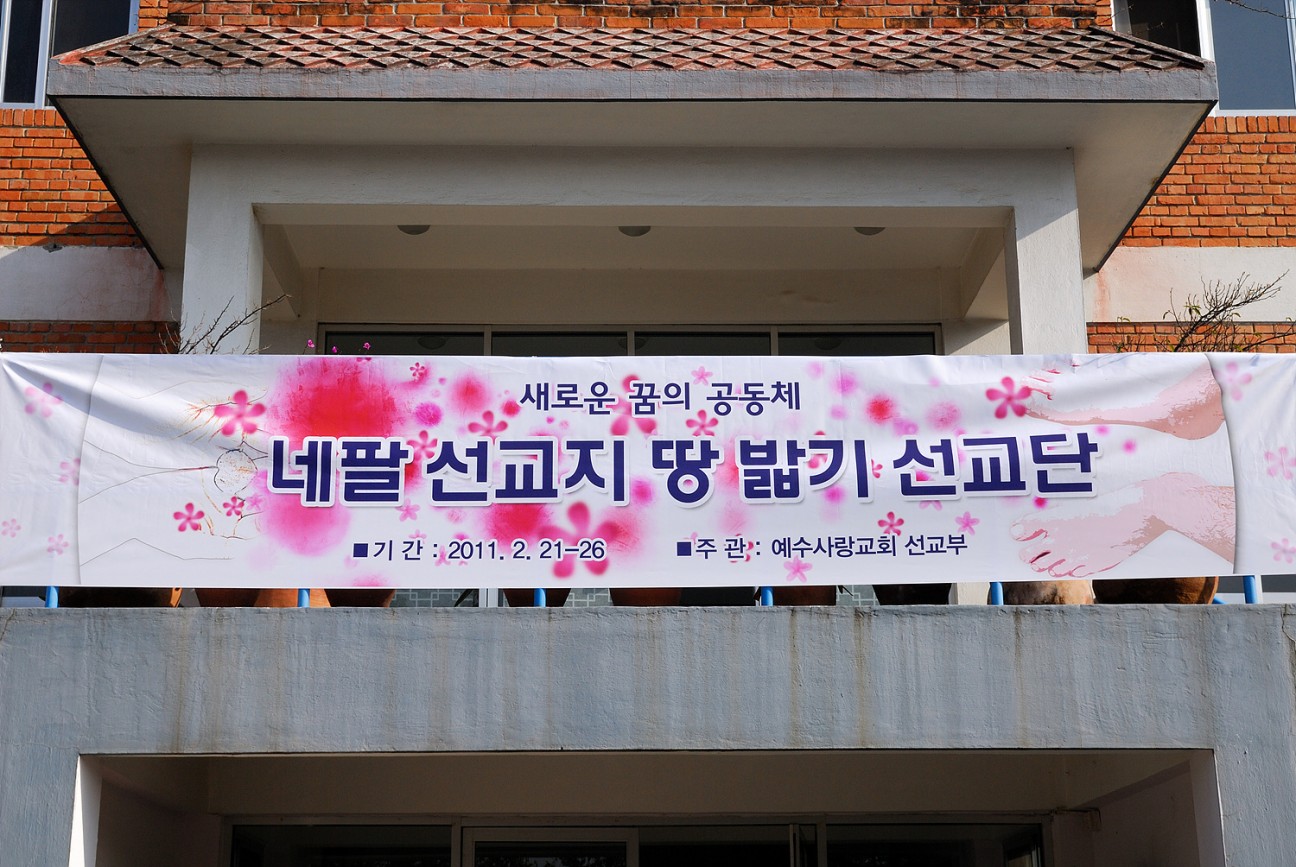 새로운 꿈의 공동체
네팔 선교지 땅 밟기 선교단
■기 간 : 2011. 2. 21-26 ■주 관 : 예수사랑교회 선교부